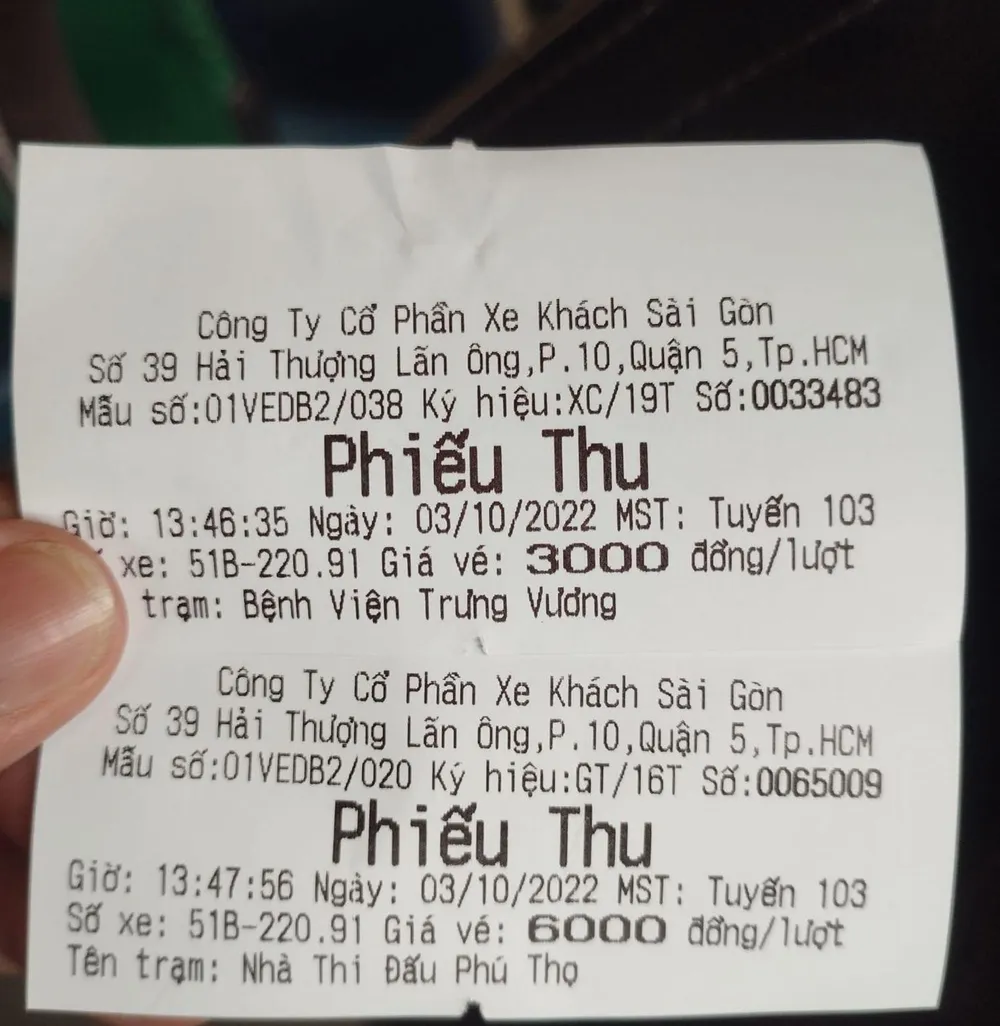 Công Ty Cổ Phần Xe Khách Sài Gòn
Số 39 Hải Thượng Lãn Ông,P.10,Quận 5,Tp.HCM
Mẫu số:01VEDB2/038 Ký hiệu:XC/19T Số:0033483
Phiếu Thu
Giờ: 13:46:35 Ngày: 03/10/2022 MST: Tuyến 103
xe: 51B-220.91 Giá vé: 3000 đồng/lượt
trạm: Bệnh Viện Trưng Vương
Công Ty Cổ Phần Xe Khách Sài Gòn
Số 39 Hải Thượng Lãn Ông,P.10,Quận 5,Tp.HCM
Mẫu số:01VEDB2/020 Ký hiệu:GT/16T Số:0065009
Phiếu Thu
Giờ: 13:47:56 Ngày: 03/10/2022 MST: Tuyến 103
Số xe: 51B-220.91 Giá vé: 6000 đồng/lượt
Tên trạm: Nhà Thi Đấu Phú Thọ